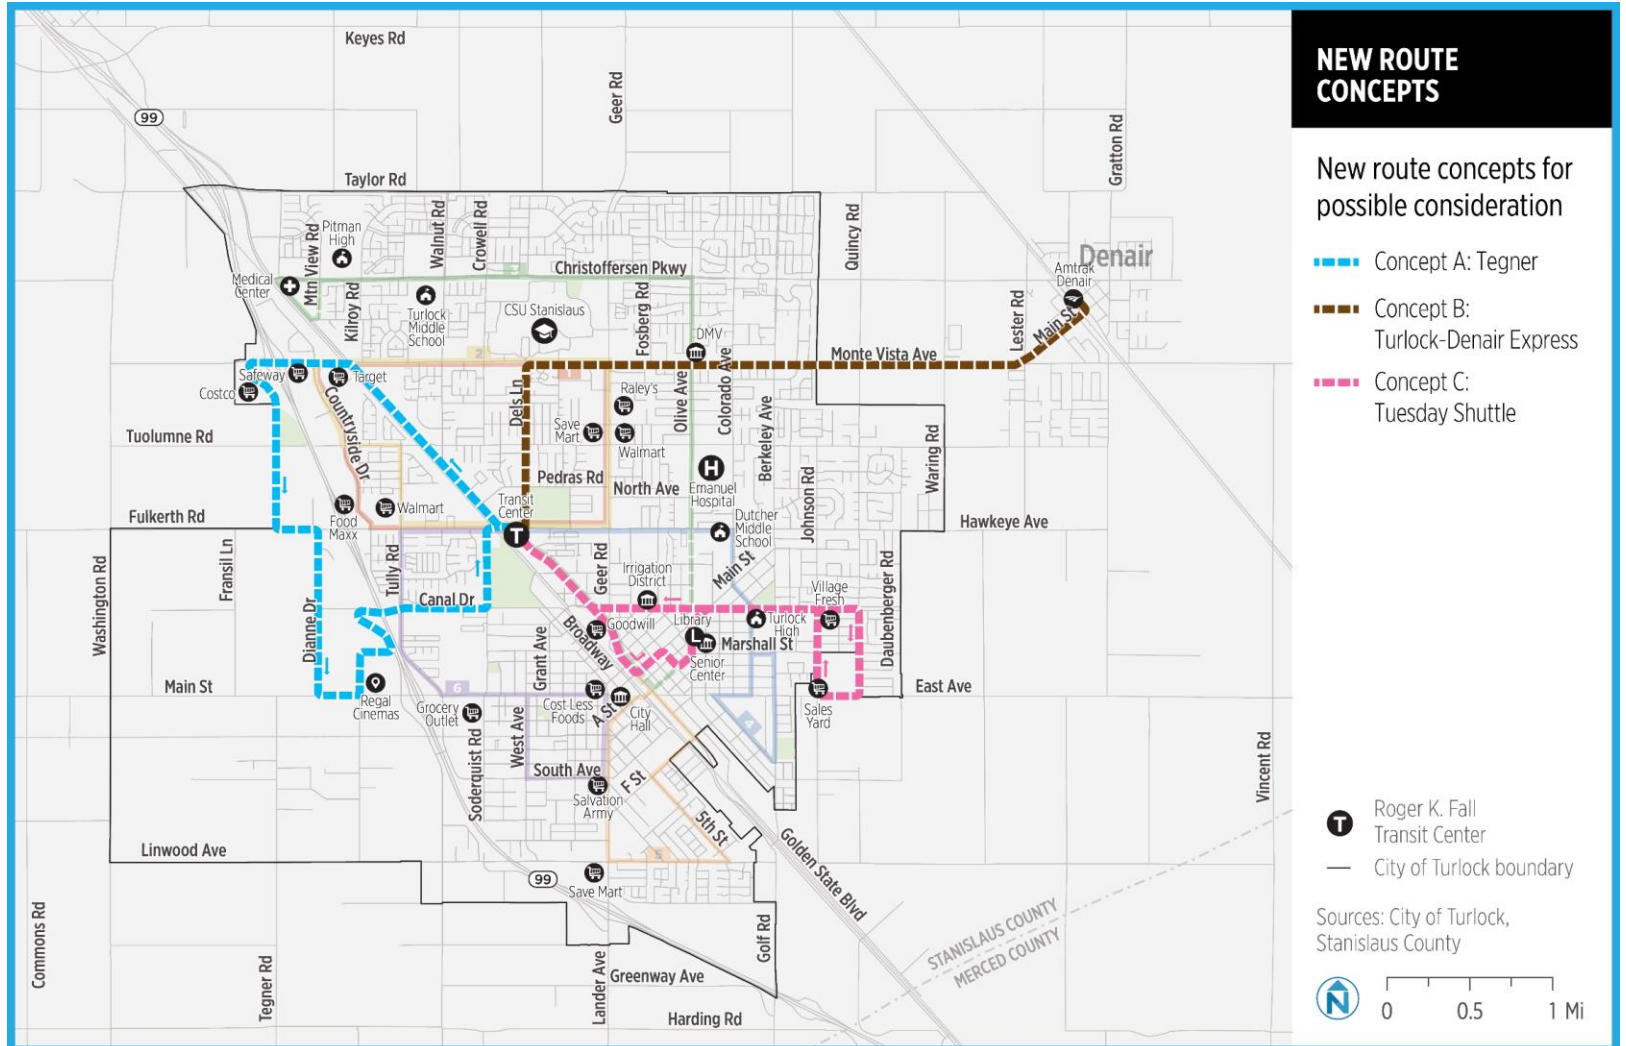 Keyes Rd
99
Geer Rd
Gratton Rd
Taylor Rd
Pitman
High
Mtn View Rd
Walnut Rd
Crowell Rd
Quincy Rd
Denair
Amtrak
Denair
Christoffersen Pkwy
Medical
Center
Kilroy Rd
Turlock
Middle
School
CSU Stanislaus
Fosberg Rd
DMV
Lester Rd
Main St
Monte Vista Ave
2
1
Safeway
Target
Costco
Countryside Dr
Dels Ln
Raley's
Olive Ave
Colorado Ave
Save
Mart
Walmart
Berkeley Ave
Tuolumne Rd
Waring Rd
Pedras Rd
North Ave
H
Emanuel
Hospital
Johnson Rd
Transit
Center
T
Walmart
Food
Maxx
Fulkerth Rd
Dutcher
Middle
School
Hawkeye Ave
Washington Rd
Fransil Ln
Tully Rd
Geer Rd
Irrigation
District
Main St
Village
Fresh
Daubenberger Rd
Canal Dr
Dianne Dr
Grant Ave
Broadway
Goodwill
Library
L
Turlock
High
Marshall St
Senior
Center
Main St
Regal
Cinemas
6
Grocery
Outlet
Cost Less
Foods
A St
City
Hall
4
Sales
Yard
East Ave
Soderquist Rd
West Ave
South Ave
F St
Salvation
Army
5th St
Vincent Rd
Linwood Ave
5
99
Save Mart
Golden State Blvd
Commons Rd
Tegner Rd
Lander Ave
Golf Rd
Greenway Ave
Harding Rd
STANISLAUS COUNTY
MERCED COUNTY
NEW ROUTE
CONCEPTS
New route concepts for
possible consideration
Concept A: Tegner
Concept B:
Turlock-Denair Express
Concept C:
Tuesday Shuttle
T
Roger K. Fall
Transit Center
City of Turlock boundary
Sources: City of Turlock,
Stanislaus County
N
0 0.5 1 Mi